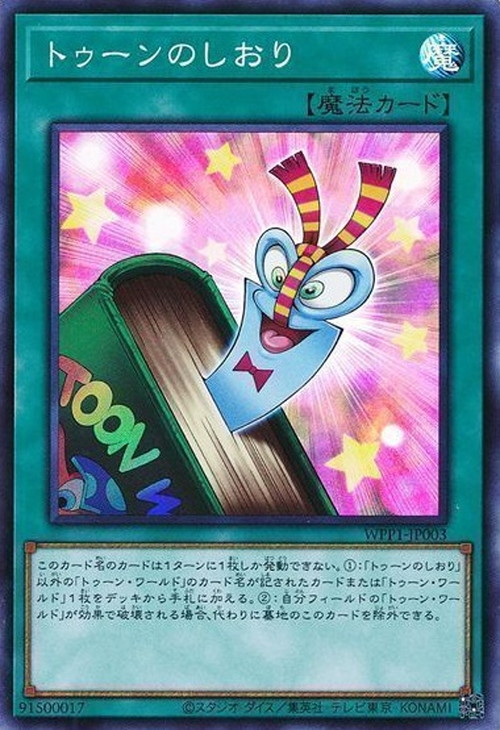 トゥーンのしおり
魔
【魔法カード】
TOON W
WPP1-JP003
このカード名のカードは1ターンに1枚しか発動できない。①:「トゥーンのしおり」
以外の「トゥーン・ワールド」のカード名が記されたカードまたは「トゥーン・ワー
ルド」1枚をデッキから手札に加える。②:自分フィールドの「トゥーン・ワールド」
が効果で破壊される場合、代わりに墓地のこのカードを除外できる。
91500017
©スタジオ・ダイス/集英社・テレビ東京・KONAMI